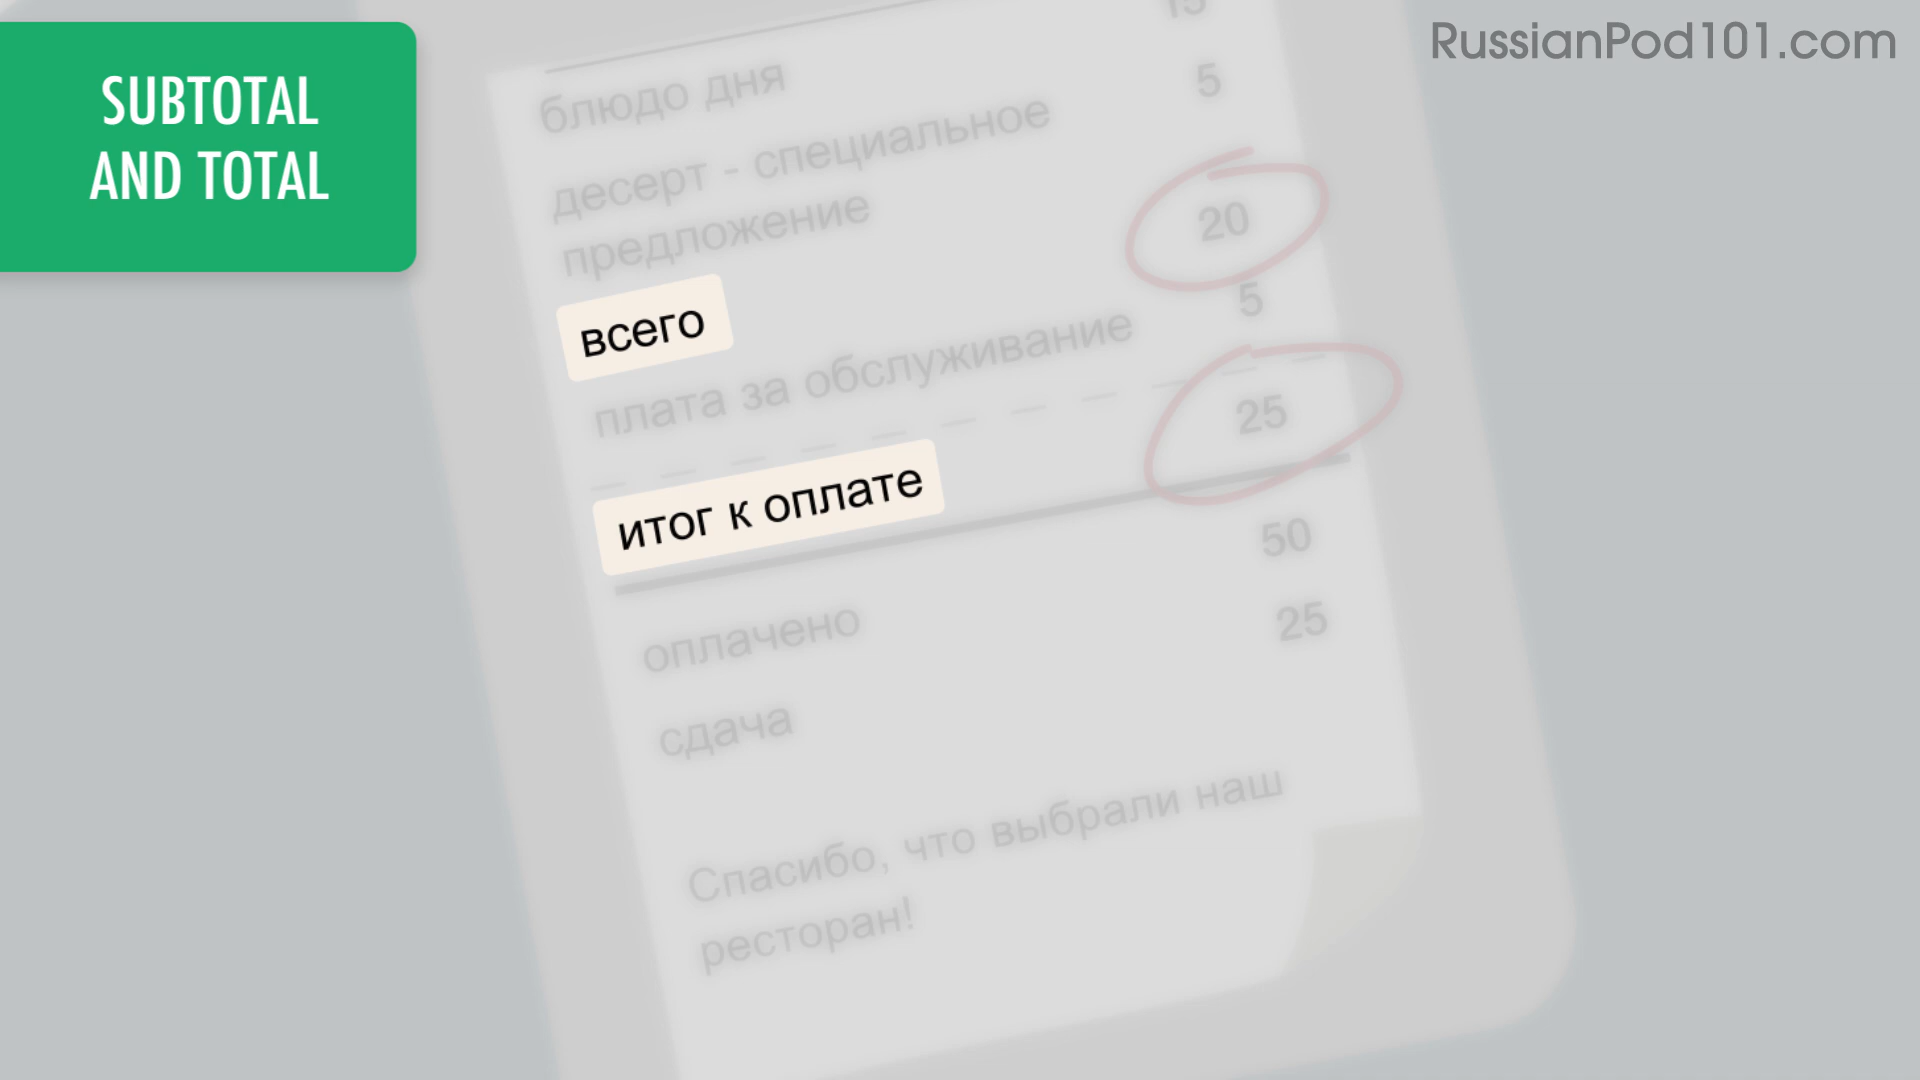 SUBTOTAL
AND TOTAL
RussianPod101.com
15
блюдо дня 5
десерт - специальное
предложение 20
всего 5
плата за обслуживание
итог к оплате 25
50
оплачено 25
сдача
Спасибо, что выбрали наш
ресторан!